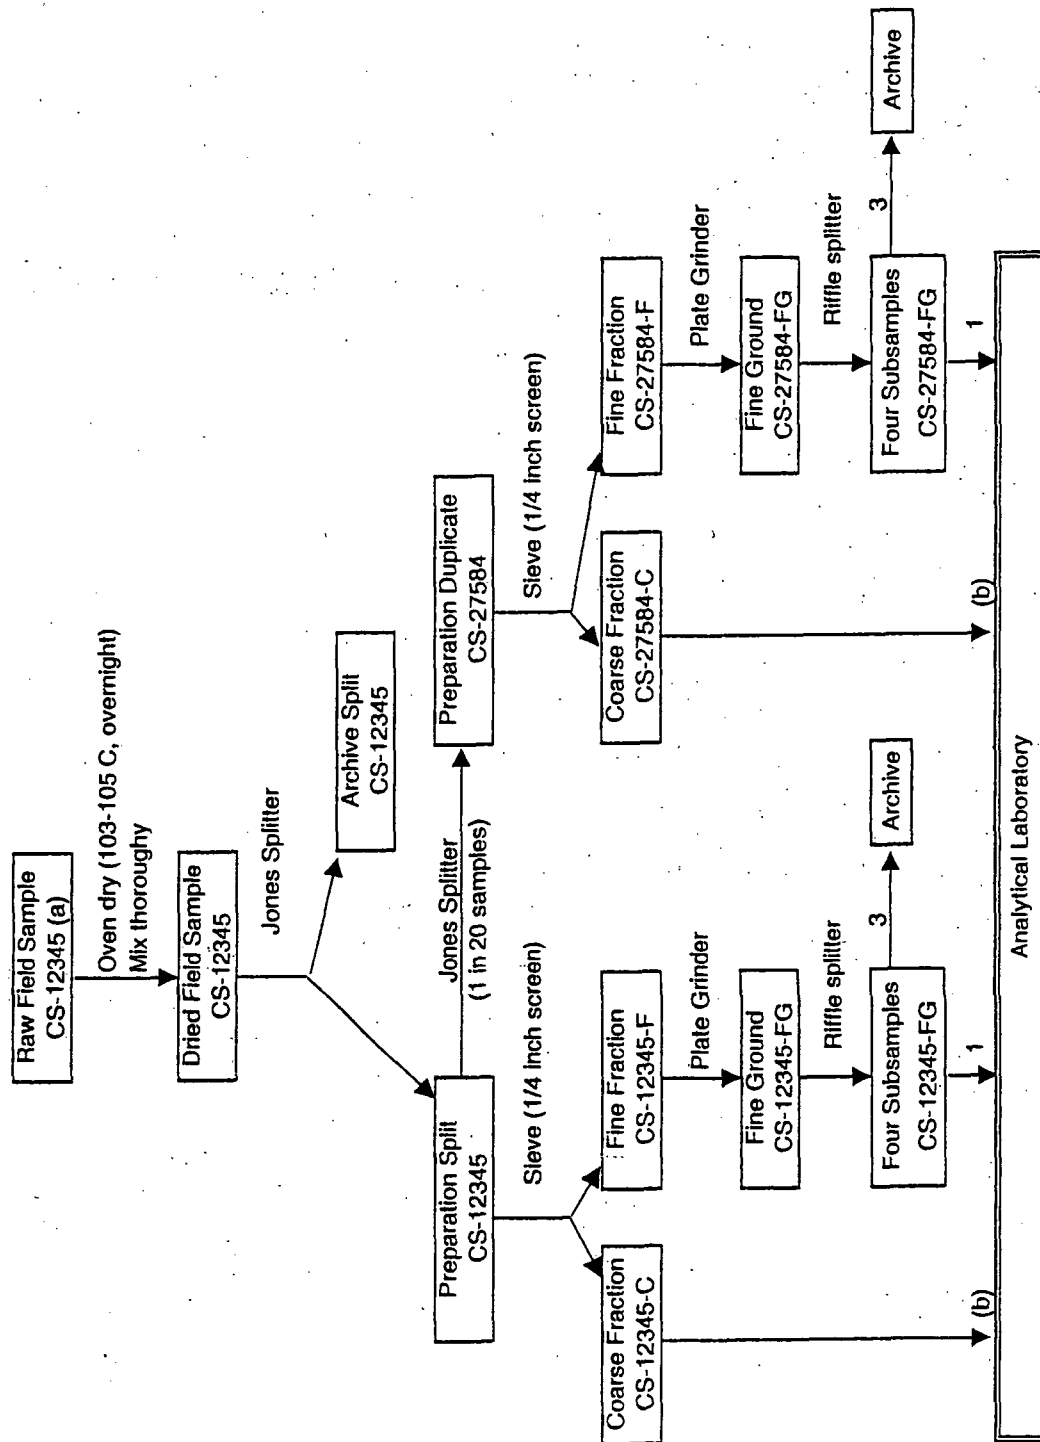 Raw Field Sample
CS-12345 (a)
Oven dry (103-105 C, overnight)
Mix thoroughy
Dried Field Sample
CS-12345
Jones Splitter
Archive Split
CS-12345
Preparation Split
CS-12345
Jones Splitter
(1 in 20 samples)
Preparation Duplicate
CS-27584
Sieve (1/4 inch screen)
Sieve (1/4 inch screen)
Coarse Fraction
CS-12345-C
Fine Fraction
CS-12345-F
Coarse Fraction
CS-27584-C
Fine Fraction
CS-27584-F
Plate Grinder
Plate Grinder
Fine Ground
CS-12345-FG
Fine Ground
CS-27584-FG
Riffle splitter
Riffle splitter
Four Subsamples
CS-12345-FG
3
Archive
Four Subsamples
CS-27584-FG
3
Archive
(b)
1
(b)
1
Analytical Laboratory